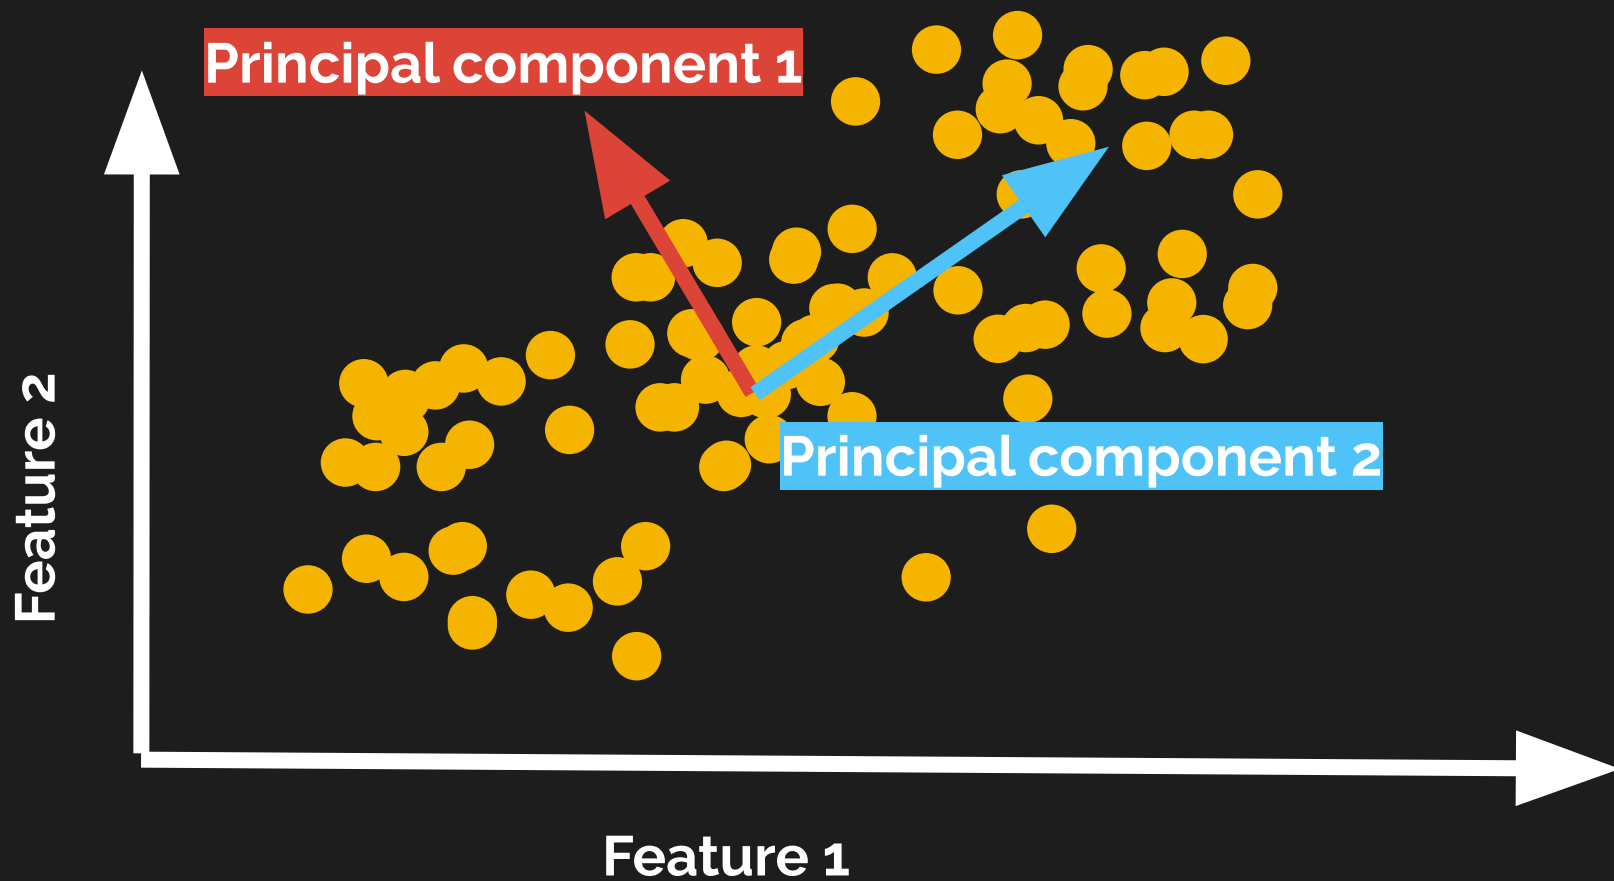 Principal component 1
Feature 2
Principal component 2
Feature 1